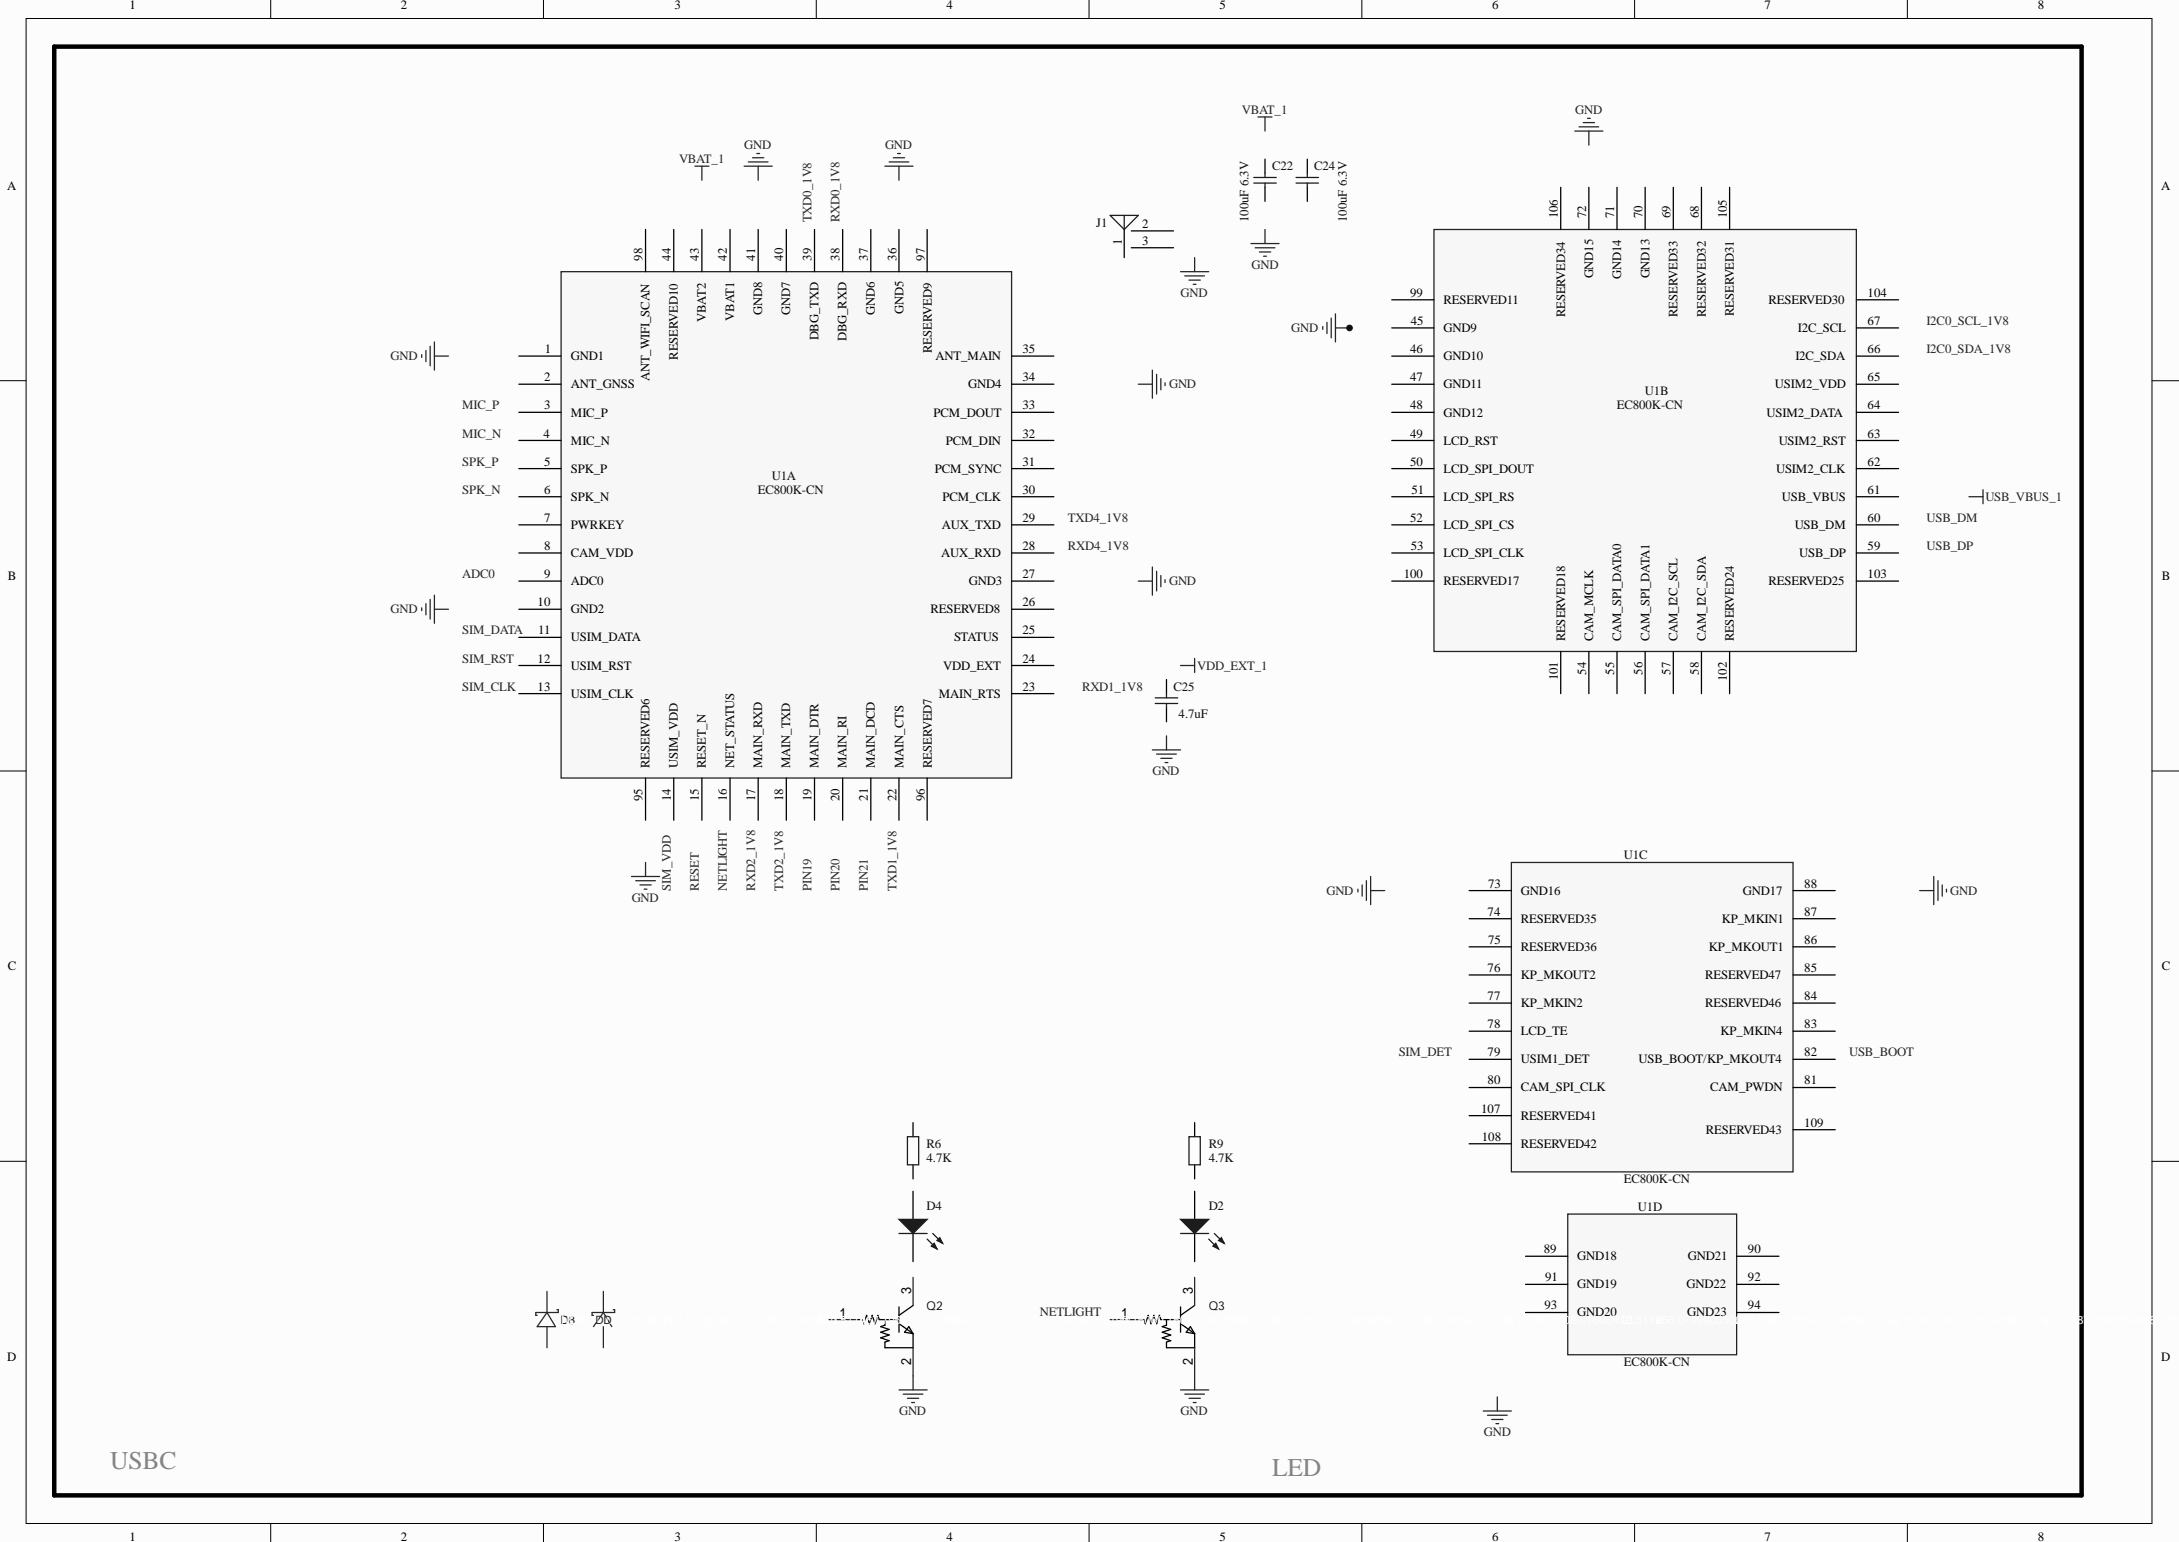 1 2 3 4 5 6 7 8
A A
B B
C C
D D
VBAT_1
GND
TXD0_1V8
RXD0_1V8
GND
98 44 43 42 41 40 39 38 37 36 97
ANT_WIFI_SCAN
RESERVED10
VBAT2
VBAT1
GND8
GND7
DBG_TXD
DBG_RXD
GND6
GND5
RESERVED9
GND 1 GND1
2 ANT_GNSS
MIC_P 3 MIC_P
MIC_N 4 MIC_N
SPK_P 5 SPK_P
SPK_N 6 SPK_N
7 PWRKEY
8 CAM_VDD
ADC0 9 ADC0
GND 10 GND2
SIM_DATA 11 USIM_DATA
SIM_RST 12 USIM_RST
SIM_CLK 13 USIM_CLK
U1A
EC800K-CN
ANT_MAIN 35
GND4 34 GND
PCM_DOUT 33
PCM_DIN 32
PCM_SYNC 31
PCM_CLK 30
AUX_TXD 29 TXD4_1V8
AUX_RXD 28 RXD4_1V8
GND3 27 GND
RESERVED8 26
STATUS 25
VDD_EXT 24 VDD_EXT_1
MAIN_RTS 23 RXD1_1V8
C25
4.7uF
GND
RESERVED6
USIM_VDD
RESET_N
NET_STATUS
MAIN_RXD
MAIN_TXD
MAIN_DTR
MAIN_RI
MAIN_DCD
MAIN_CTS
RESERVED7
95 14 15 16 17 18 19 20 21 22 96
GND
SIM_VDD
RESET
NETLIGHT
RXD2_1V8
TXD2_1V8
PIN19
PIN20
PIN21
TXD1_1V8
J1
1
2
3
GND
VBAT_1
C22
100uF 6.3V
C24
100uF 6.3V
GND
GND
GND
106 72 71 70 69 68 105
RESERVED34
GND15
GND14
GND13
RESERVED33
RESERVED32
RESERVED31
99 RESERVED11
45 GND9
46 GND10
47 GND11
48 GND12
49 LCD_RST
50 LCD_SPI_DOUT
51 LCD_SPI_RS
52 LCD_SPI_CS
53 LCD_SPI_CLK
100 RESERVED17
U1B
EC800K-CN
RESERVED30 104
I2C_SCL 67 I2C0_SCL_1V8
I2C_SDA 66 I2C0_SDA_1V8
USIM2_VDD 65
USIM2_DATA 64
USIM2_RST 63
USIM2_CLK 62
USB_VBUS 61 USB_VBUS_1
USB_DM 60 USB_DM
USB_DP 59 USB_DP
RESERVED25 103
RESERVED18
CAM_MCLK
CAM_SPI_DATA0
CAM_SPI_DATA1
CAM_I2C_SCL
CAM_I2C_SDA
RESERVED24
101 54 55 56 57 58 102
U1C
GND 73 GND16
74 RESERVED35
75 RESERVED36
76 KP_MKOUT2
77 KP_MKIN2
78 LCD_TE
SIM_DET 79 USIM1_DET
80 CAM_SPI_CLK
107 RESERVED41
108 RESERVED42
GND17 88 GND
KP_MKIN1 87
KP_MKOUT1 86
RESERVED47 85
RESERVED46 84
KP_MKIN4 83
USB_BOOT/KP_MKOUT4 82 USB_BOOT
CAM_PWDN 81
RESERVED43 109
EC800K-CN
U1D
89 GND18 GND21 90
91 GND19 GND22 92
93 GND20 GND23 94
EC800K-CN
GND
R6
4.7K
D4
3
1 Q2
2
GND
R9
4.7K
D2
3
NETLIGHT 1 Q3
2
GND
D8
USBC
LED
1 2 3 4 5 6 7 8